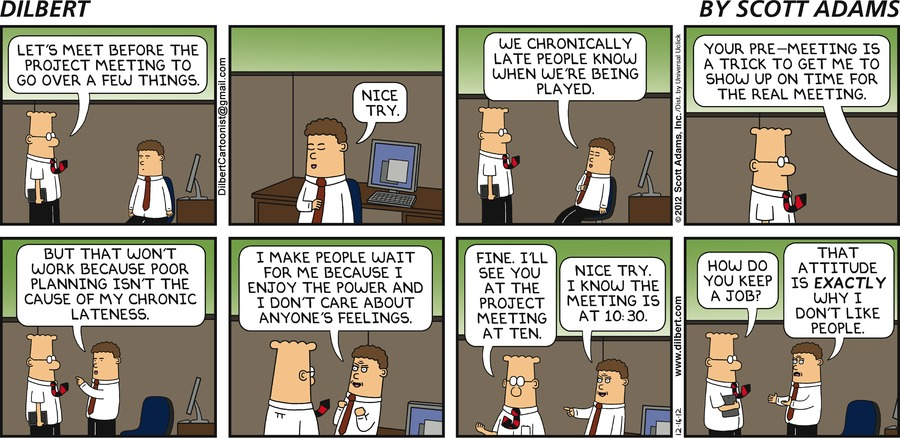 DILBERT
BY SCOTT ADAMS
LET'S MEET BEFORE THE
PROJECT MEETING TO
GO OVER A FEW THINGS.
DilbertCartoonist@gmail.com
NICE
TRY.
WE CHRONICALLY
LATE PEOPLE KNOW
WHEN WE'RE BEING
PLAYED.
©2012 Scott Adams, Inc. /Dist. by Universal Uclick
YOUR PRE–MEETING IS
A TRICK TO GET ME TO
SHOW UP ON TIME FOR
THE REAL MEETING.
BUT THAT WON'T
WORK BECAUSE POOR
PLANNING ISN'T THE
CAUSE OF MY CHRONIC
LATENESS.
I MAKE PEOPLE WAIT
FOR ME BECAUSE I
ENJOY THE POWER AND
I DON'T CARE ABOUT
ANYONE'S FEELINGS.
FINE. I'LL
SEE YOU
AT THE
PROJECT
MEETING
AT TEN.
NICE TRY.
I KNOW THE
MEETING IS
AT 10:30.
12-16-12
www.dilbert.com
HOW DO
YOU KEEP
A JOB?
THAT
ATTITUDE
IS EXACTLY
WHY I
DON'T LIKE
PEOPLE.